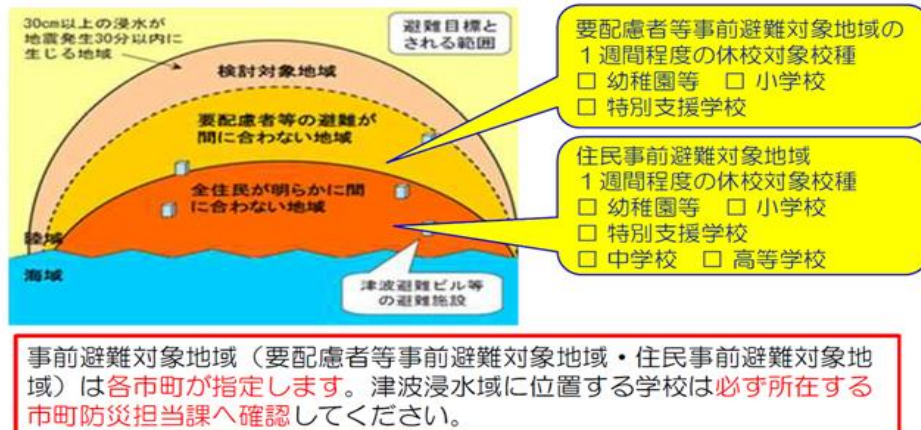 30cm以上の浸水が
地震発生30分以内に
生じる地域
避難目標と
される範囲
検討対象地域
要配慮者等の避難が
間に合わない地域
全住民が明らかに間
に合わない地域
陸域
海域
津波避難ビル等
の避難施設
要配慮者等事前避難対象地域の
1週間程度の休校対象校種
□ 幼稚園等 □ 小学校
□ 特別支援学校
住民事前避難対象地域
1週間程度の休校対象校種
□ 幼稚園等 □ 小学校
□ 特別支援学校
□ 中学校 □ 高等学校
事前避難対象地域（要配慮者等事前避難対象地域・住民事前避難対象地
域）は各市町が指定します。津波浸水域に位置する学校は必ず所在する
市町防災担当課へ確認してください。